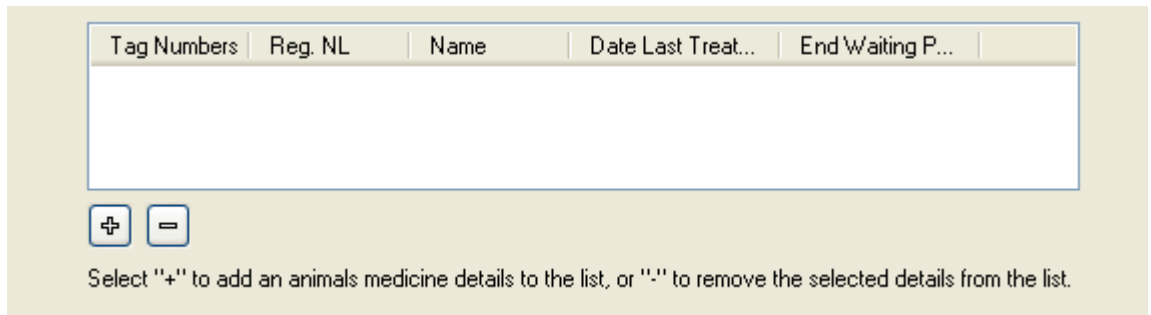 Tag Numbers Reg. NL Name Date Last Treat... End Waiting P...
Select "+" to add an animals medicine details to the list, or "-" to remove the selected details from the list.